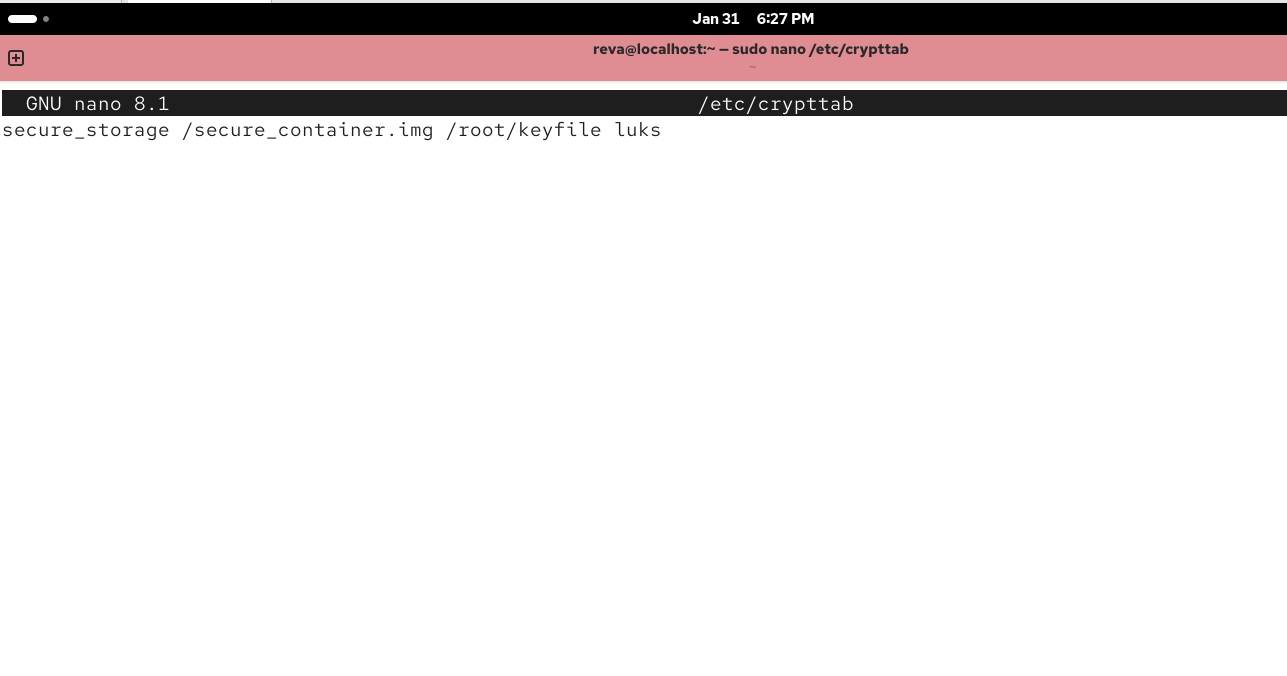 Jan 31 6:27 PM
reva@localhost:~ — sudo nano /etc/crypttab
~
GNU nano 8.1 /etc/crypttab
secure_storage /secure_container.img /root/keyfile luks